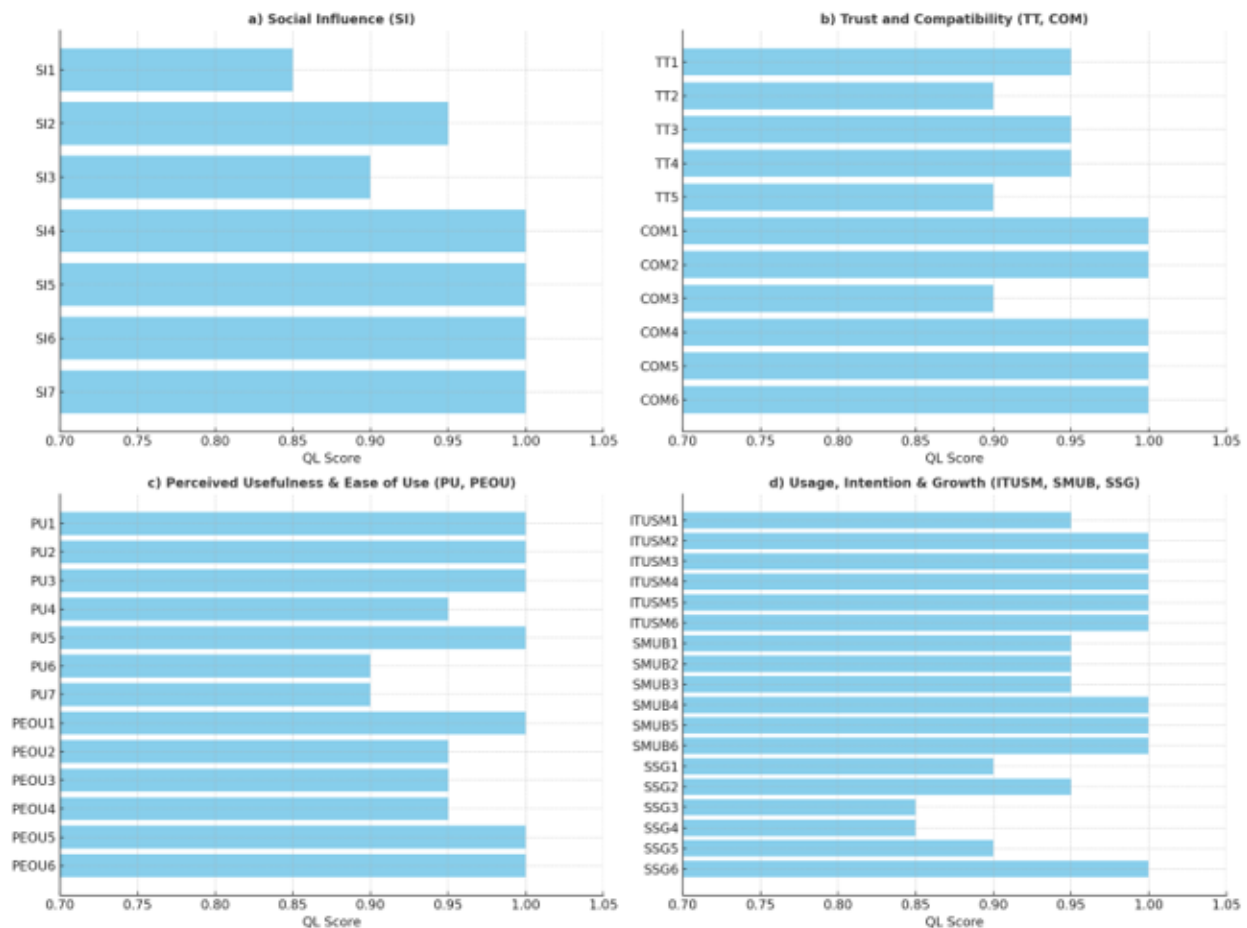 a) Social Influence (SI)
SI1
SI2
SI3
SI4
SI5
SI6
SI7
0.70 0.75 0.80 0.85 0.90 0.95 1.00 1.05
QL Score
b) Trust and Compatibility (TT, COM)
TT1
TT2
TT3
TT4
TT5
COM1
COM2
COM3
COM4
COM5
COM6
0.70 0.75 0.80 0.85 0.90 0.95 1.00 1.05
QL Score
c) Perceived Usefulness & Ease of Use (PU, PEOU)
PU1
PU2
PU3
PU4
PU5
PU6
PU7
PEOU1
PEOU2
PEOU3
PEOU4
PEOU5
PEOU6
0.70 0.75 0.80 0.85 0.90 0.95 1.00 1.05
QL Score
d) Usage, Intention & Growth (ITUSM, SMUB, SSG)
ITUSM1
ITUSM2
ITUSM3
ITUSM4
ITUSM5
ITUSM6
SMUB1
SMUB2
SMUB3
SMUB4
SMUB5
SMUB6
SSG1
SSG2
SSG3
SSG4
SSG5
SSG6
0.70 0.75 0.80 0.85 0.90 0.95 1.00 1.05
QL Score